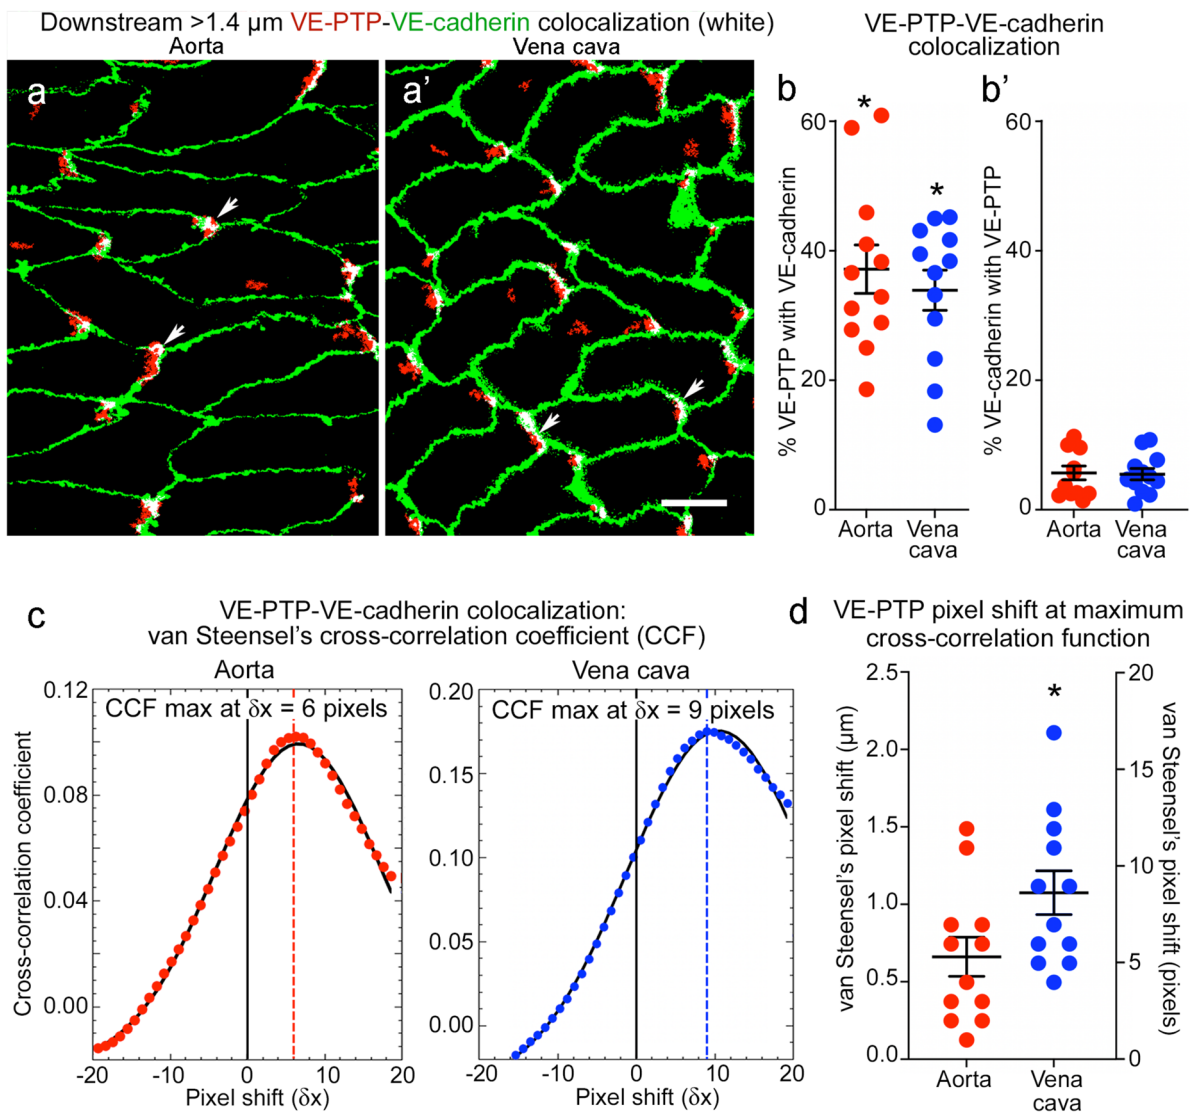 Downstream >1.4 µm VE-PTP-VE-cadherin colocalization (white)
Aorta
Vena cava
a
a’
VE-PTP-VE-cadherin
colocalization
b
b’
*
*
% VE-PTP with VE-cadherin
60
40
20
0
Aorta
Vena
cava
% VE-cadherin with VE-PTP
60
40
20
0
Aorta
Vena
cava
c
VE-PTP-VE-cadherin colocalization:
van Steensel’s cross-correlation coefficient (CCF)
Aorta
CCF max at δx = 6 pixels
Cross-correlation coefficient
0.12
0.08
0.04
0.00
-20
-10
0
10
20
Pixel shift (δx)
Vena cava
CCF max at δx = 9 pixels
0.20
0.15
0.10
0.05
0.00
-20
-10
0
10
20
Pixel shift (δx)
d
VE-PTP pixel shift at maximum
cross-correlation function
*
van Steensel’s pixel shift (µm)
2.5
2.0
1.5
1.0
0.5
0.0
20
15
10
5
0
van Steensel’s pixel shift (pixels)
Aorta
Vena
cava